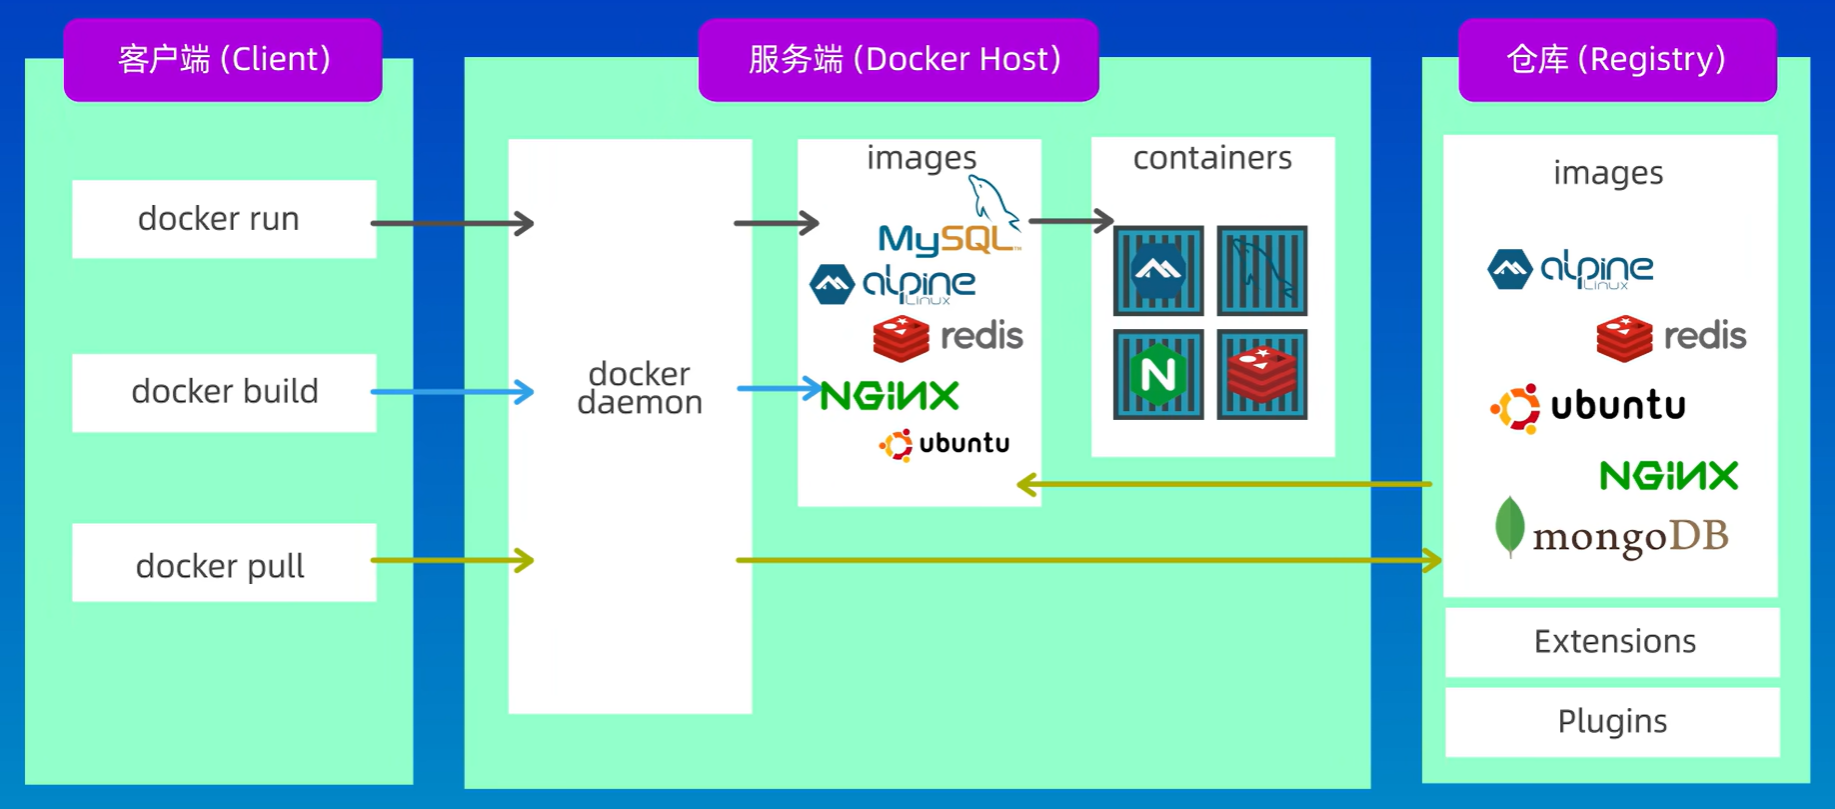 客户端 (Client)
docker run
docker build
docker pull
服务端 (Docker Host)
docker
daemon
images
MySQL™
alpine
Linux
redis
NGINX
ubuntu
containers
N
仓库 (Registry)
images
alpine
Linux
redis
ubuntu
NGINX
mongoDB
Extensions
Plugins